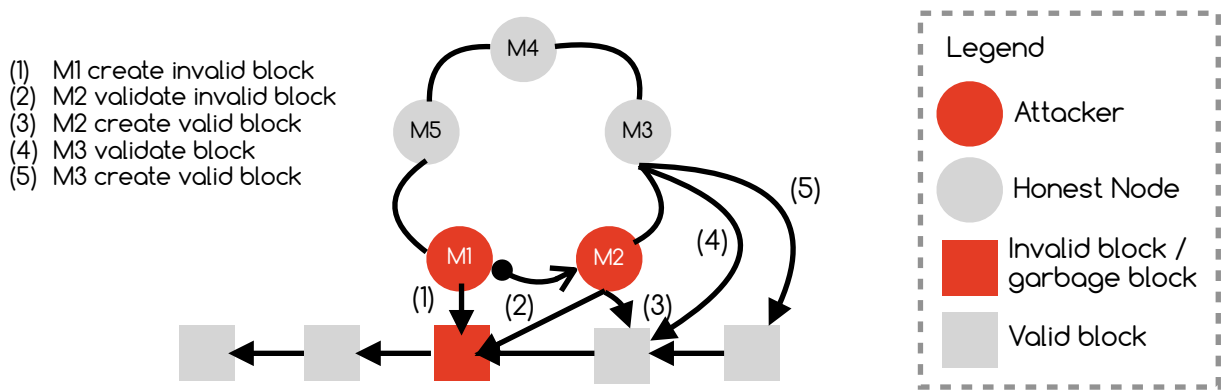 (1) M1 create invalid block
(2) M2 validate invalid block
(3) M2 create valid block
(4) M3 validate block
(5) M3 create valid block
M4
M5
M3
M1
M2
(1)
(2)
(3)
(4)
(5)
Legend
Attacker
Honest Node
Invalid block /
garbage block
Valid block